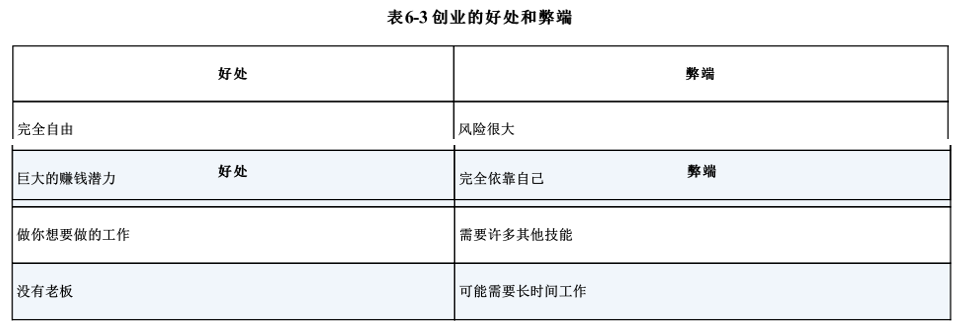 表6-3 创业的好处和弊端
好处 弊端
完全自由 风险很大
好处 弊端
巨大的赚钱潜力 完全依靠自己
做你想要做的工作 需要许多其他技能
没有老板 可能需要长时间工作